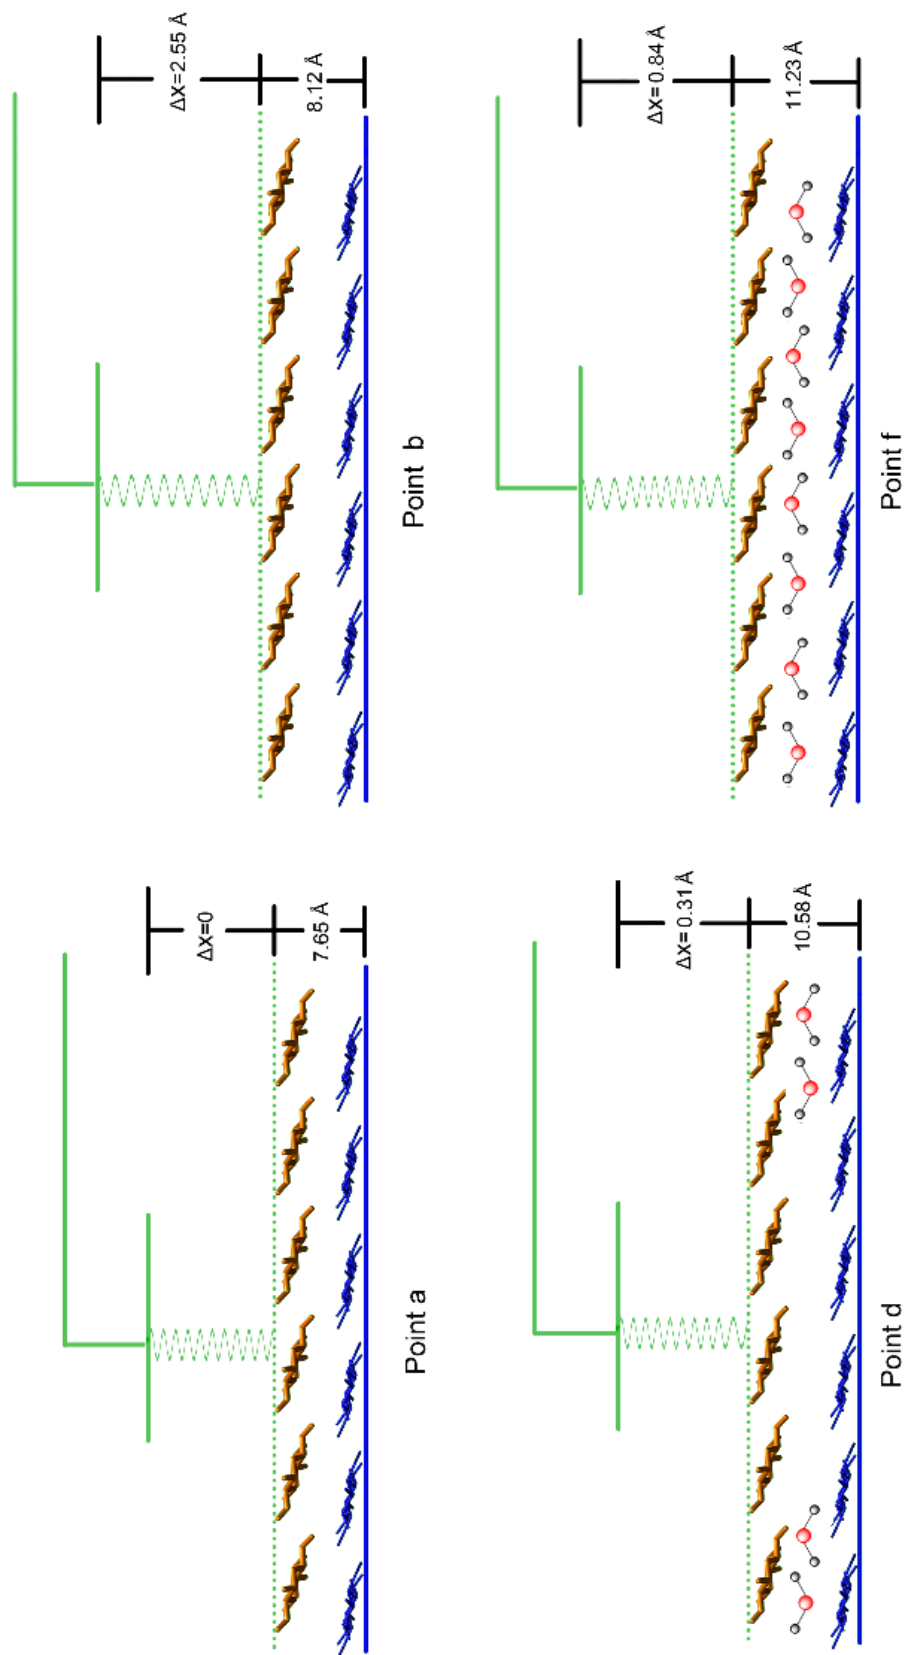 Δx=2.55 Å
8.12 Å
Point b
Δx= 0.84 Å
11.23 Å
Point f
Δx=0
7.65 Å
Point a
Δx= 0.31 Å
10.58 Å
Point d